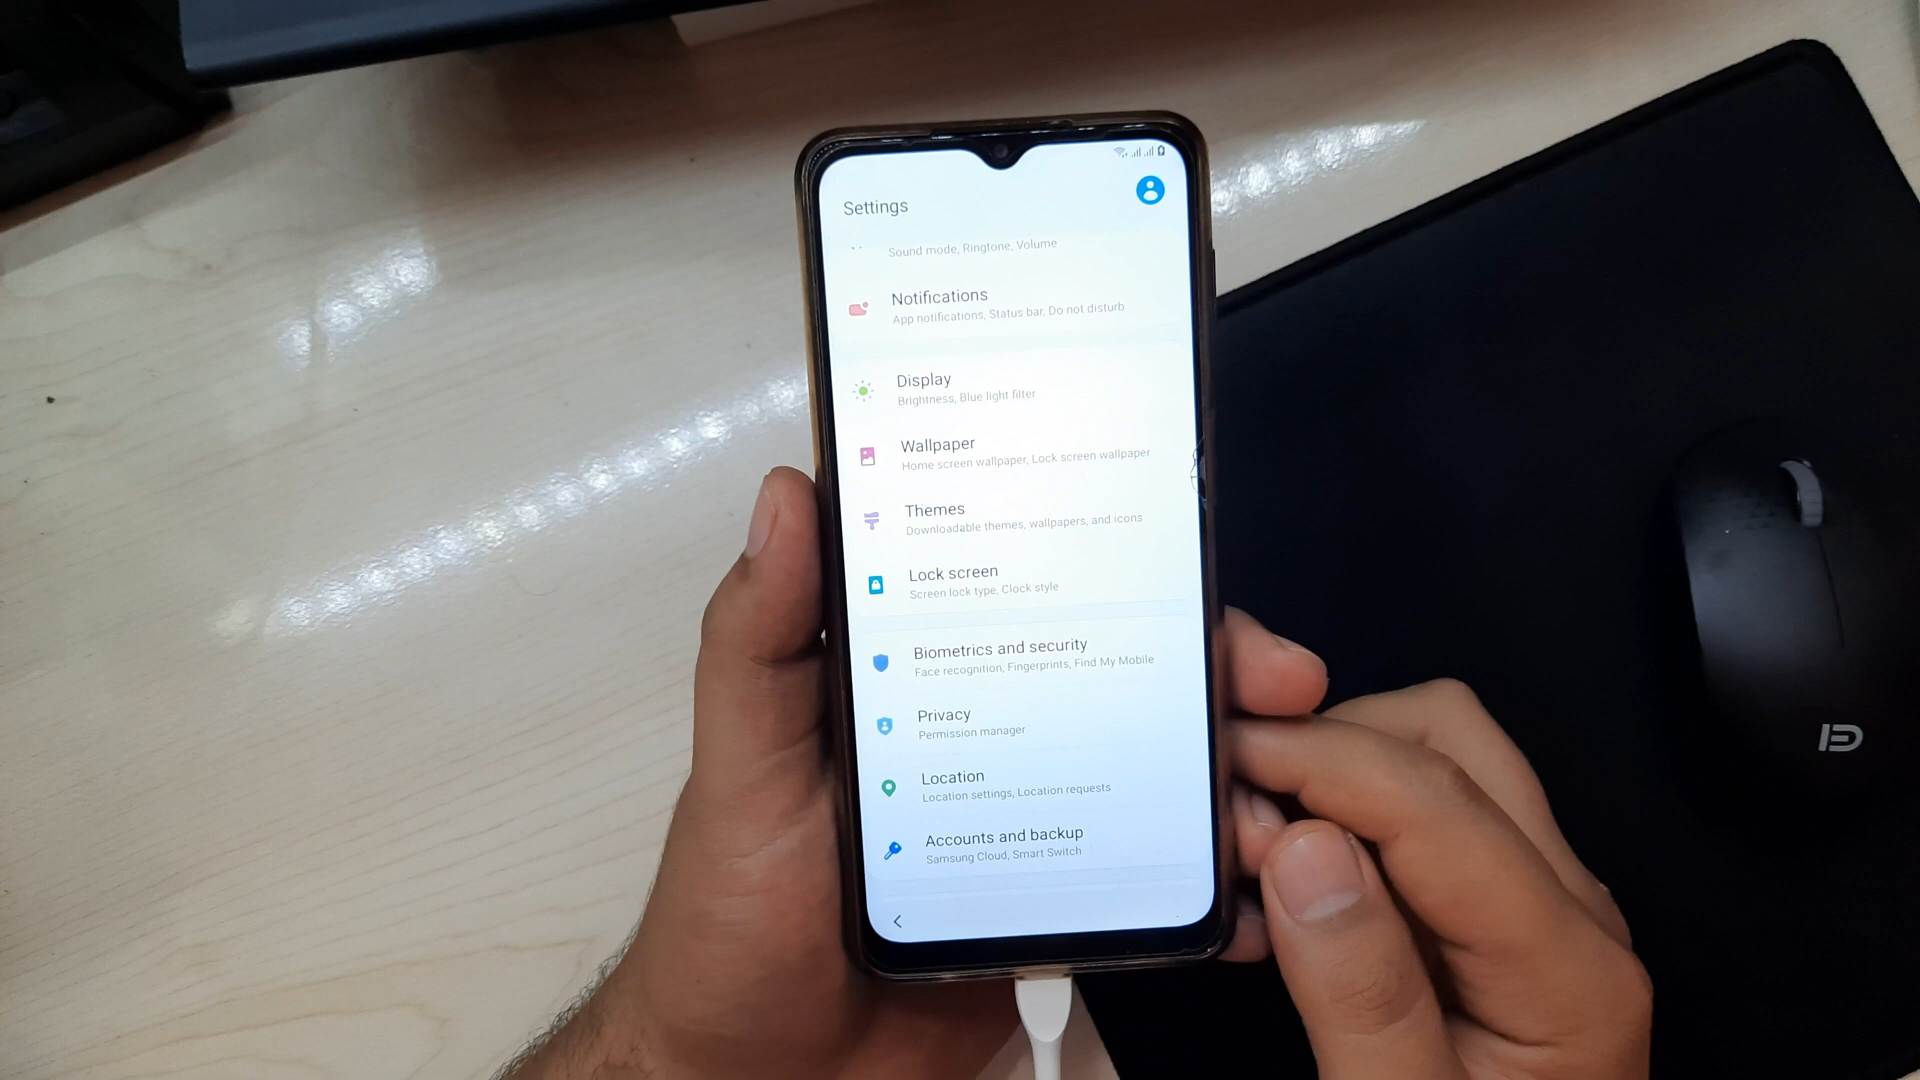 Settings
Sound mode, Ringtone, Volume
Notifications
App notifications, Status bar, Do not disturb
Display
Brightness, Blue light filter
Wallpaper
Home screen wallpaper, Lock screen wallpaper
Themes
Downloadable themes, wallpapers, and icons
Lock screen
Screen lock type, Clock style
Biometrics and security
Face recognition, Fingerprints, Find My Mobile
Privacy
Permission manager
Location
Location settings, Location requests
Accounts and backup
Samsung Cloud, Smart Switch